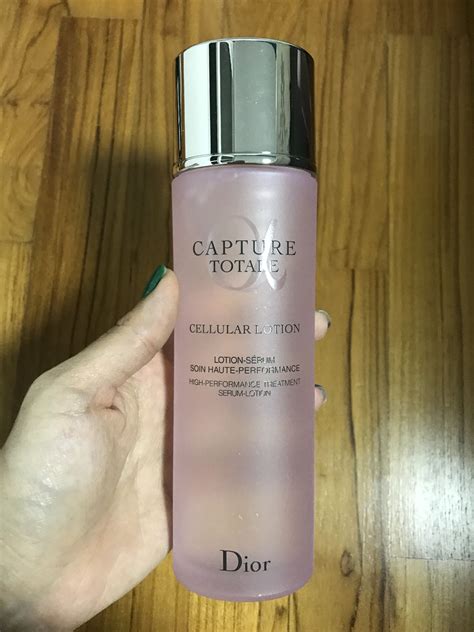 CAPTURE
TOTALE
CELLULAR LOTION
LOTION-SÉRUM
SOIN HAUTE-PERFORMANCE
HIGH-PERFORMANCE TREATMENT
SERUM-LOTION
Dior